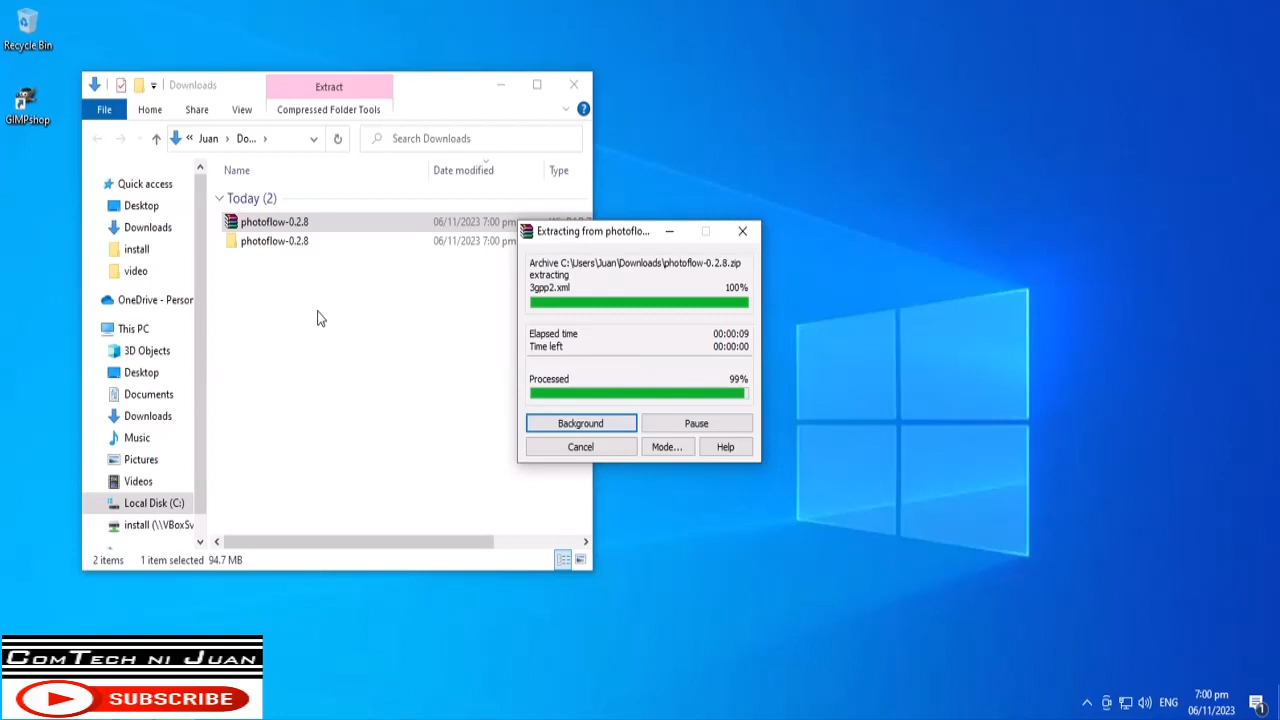 Recycle Bin
GIMPshop
Downloads
Extract
File
Home
Share
View
Compressed Folder Tools
« Juan › Do... ›
Search Downloads
Name
Date modified
Type
Quick access
Desktop
Downloads
install
video
OneDrive - Person
This PC
3D Objects
Desktop
Documents
Downloads
Music
Pictures
Videos
Local Disk (C:)
install (\\VBoxSv
Today (2)
photoflow-0.2.8
06/11/2023 7:00 pm
photoflow-0.2.8
06/11/2023 7:00 pm
2 items
1 item selected 94.7 MB
Extracting from photoflo...
Archive C:\Users\Juan\Downloads\photoflow-0.2.8.zip
extracting
3gpp2.xml
100%
Elapsed time
00:00:09
Time left
00:00:00
Processed
99%
Background
Pause
Cancel
Mode...
Help
COMTECH NI JUAN
SUBSCRIBE
ENG
7:00 pm
06/11/2023
1